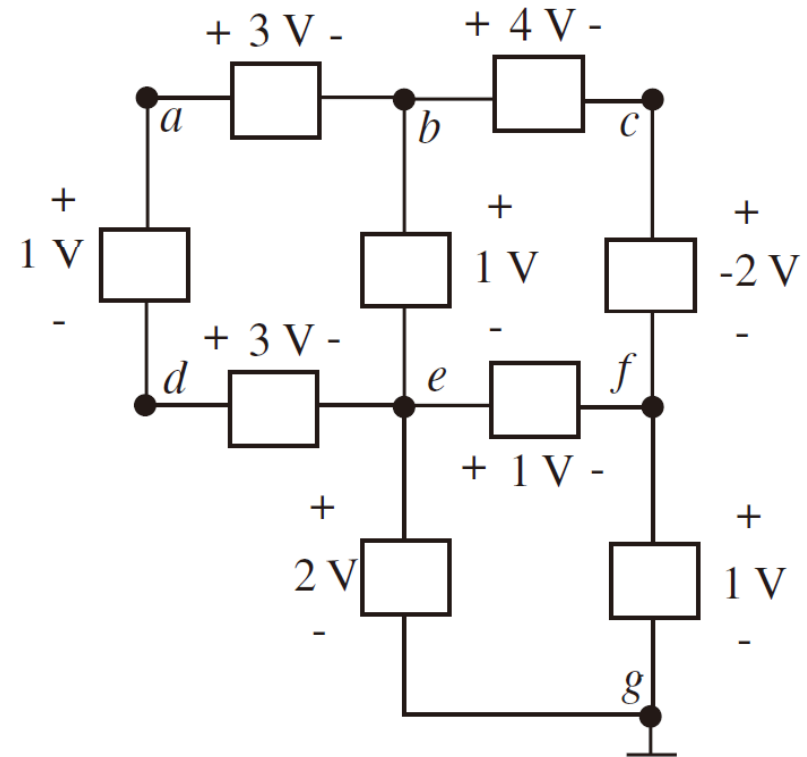 + 3 V -
+ 4 V -
a
b
c
+
1 V
-
+
1 V
-
+
-2 V
-
+ 3 V -
d
e
f
+ 1 V -
+
2 V
-
+
1 V
-
g